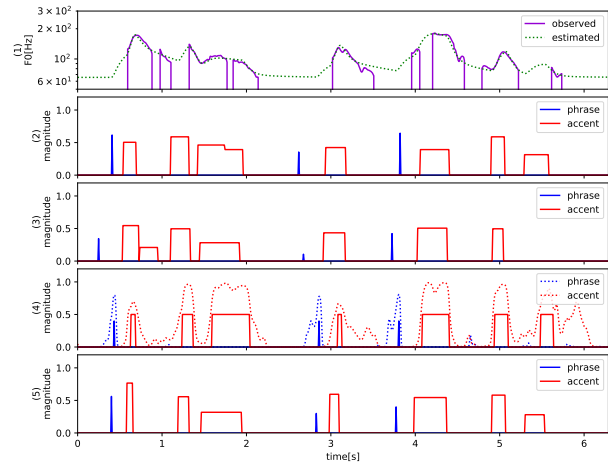 (1)
F0[Hz]
3 × 10²
10²
6 × 10¹
observed
estimated
(2)
magnitude
1.0
0.5
0.0
phrase
accent
(3)
magnitude
1.0
0.5
0.0
phrase
accent
(4)
magnitude
1.0
0.5
0.0
phrase
accent
phrase
accent
(5)
magnitude
1.0
0.5
0.0
phrase
accent
0 1 2 3 4 5 6
time[s]